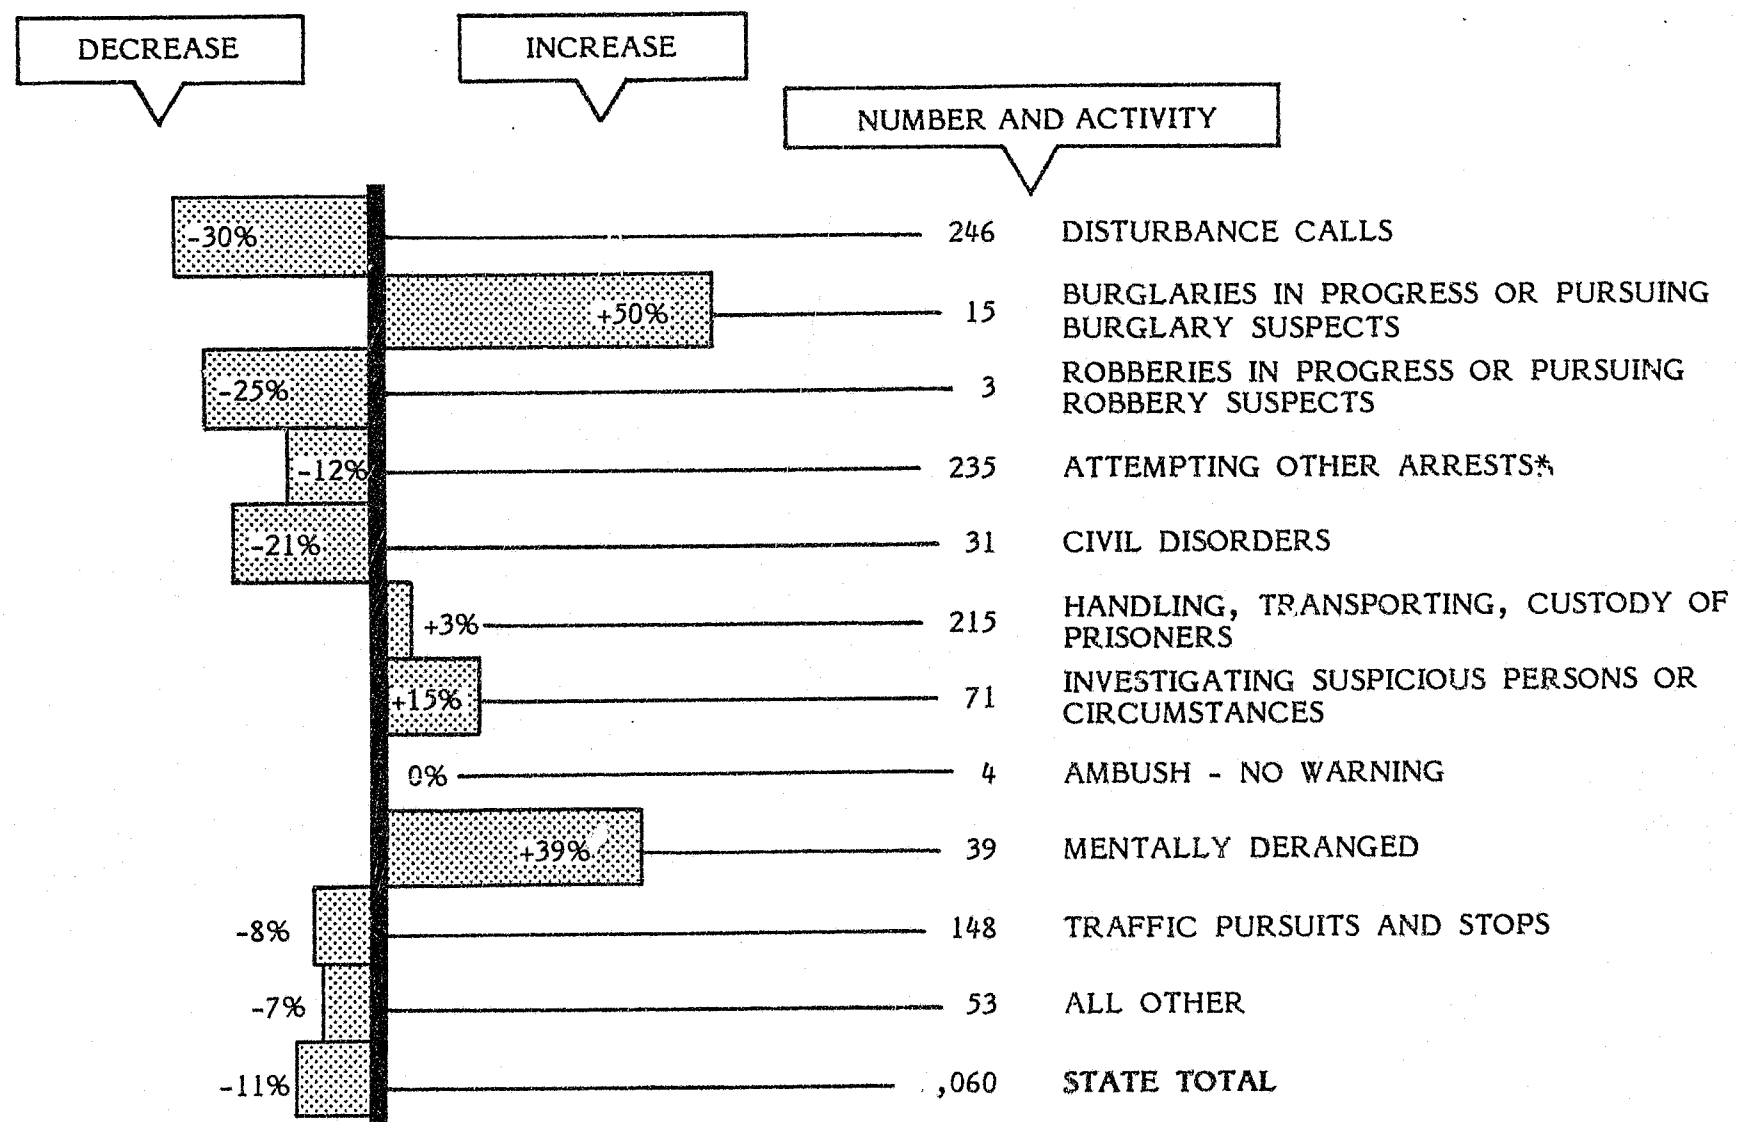 DECREASE
INCREASE
NUMBER AND ACTIVITY
-30% 246 DISTURBANCE CALLS
+50% 15 BURGLARIES IN PROGRESS OR PURSUING
BURGLARY SUSPECTS
-25% 3 ROBBERIES IN PROGRESS OR PURSUING
ROBBERY SUSPECTS
-12% 235 ATTEMPTING OTHER ARRESTS*
-21% 31 CIVIL DISORDERS
+3% 215 HANDLING, TRANSPORTING, CUSTODY OF
PRISONERS
+15% 71 INVESTIGATING SUSPICIOUS PERSONS OR
CIRCUMSTANCES
0% 4 AMBUSH - NO WARNING
+39% 39 MENTALLY DERANGED
-8% 148 TRAFFIC PURSUITS AND STOPS
-7% 53 ALL OTHER
-11% ,060 STATE TOTAL